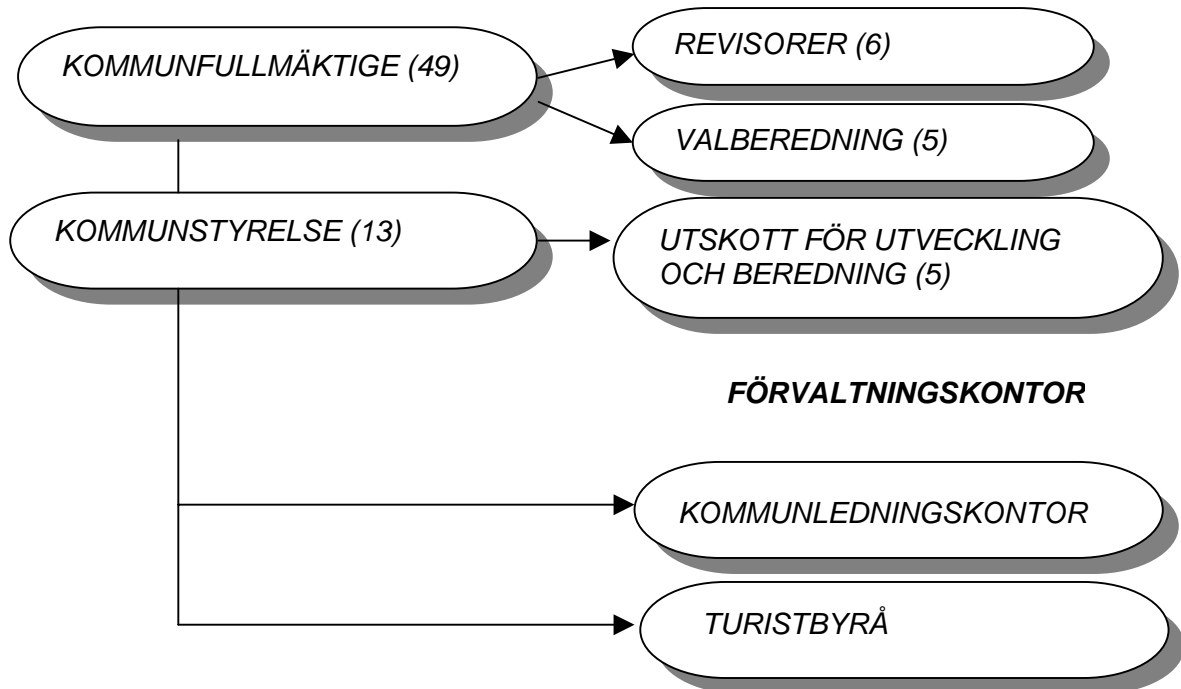 KOMMUNFULLMÄKTIGE (49)
REVISORER (6)
VALBEREDNING (5)
KOMMUNSTYRELSE (13)
UTSKOTT FÖR UTVECKLING
OCH BEREDNING (5)
FÖRVALTNINGSKONTOR
KOMMUNLEDNINGSKONTOR
TURISTBYRÅ